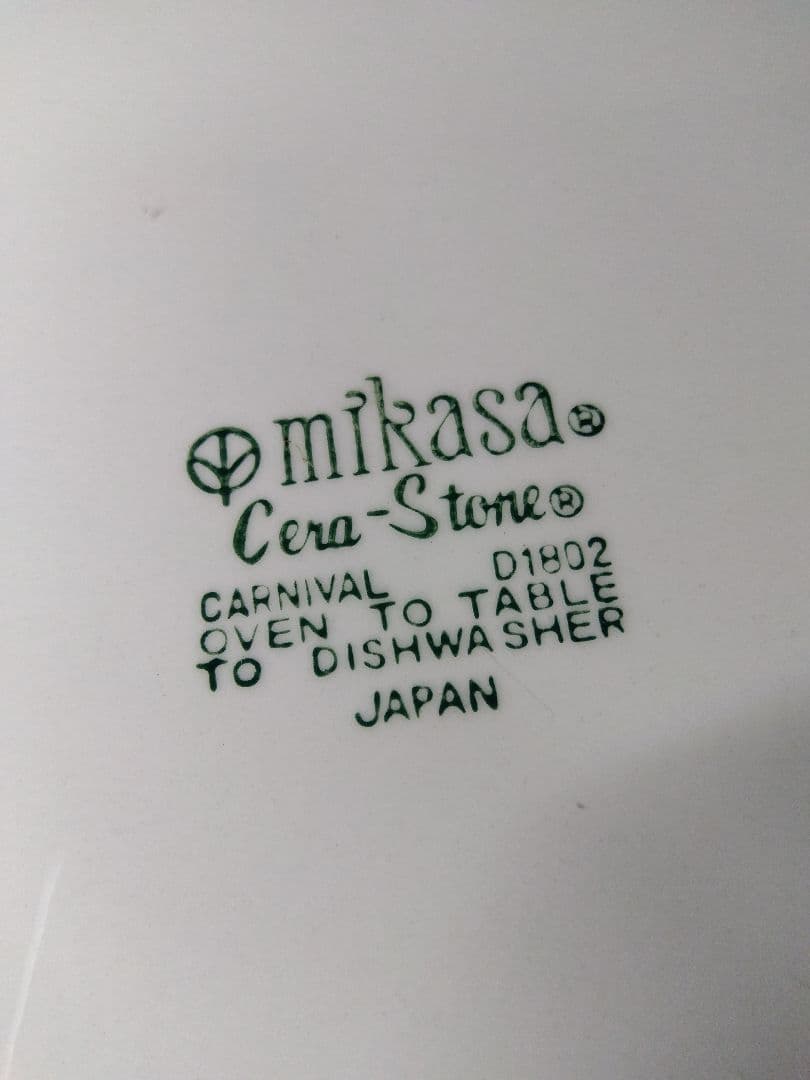 mikasa®
Cera-Stone®
CARNIVAL D1802
OVEN TO TABLE
TO DISHWASHER
JAPAN